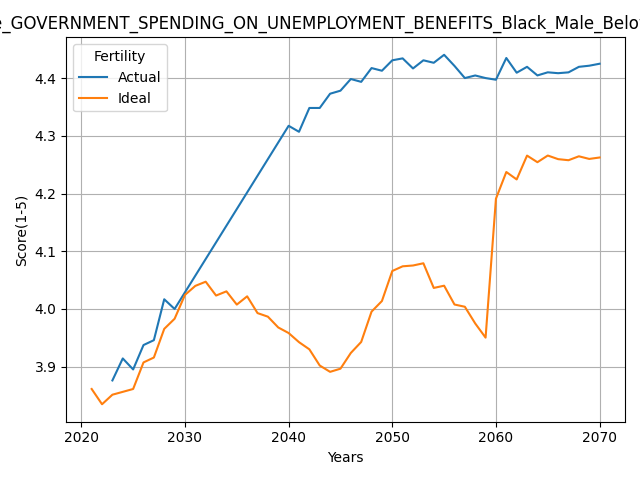 _GOVERNMENT_SPENDING_ON_UNEMPLOYMENT_BENEFITS_Black_Male_Belo
Fertility
Actual
Ideal
Score(1-5)
4.4
4.3
4.2
4.1
4.0
3.9
2020 2030 2040 2050 2060 2070
Years